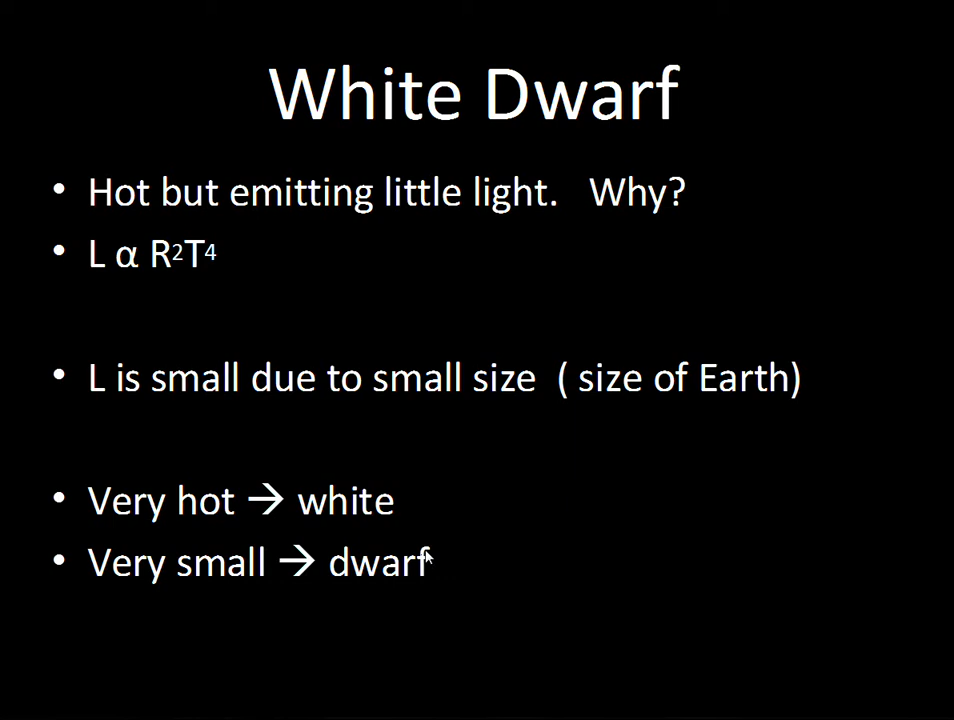 White Dwarf
• Hot but emitting little light.   Why?
• L α R²T⁴
• L is small due to small size  ( size of Earth)
• Very hot → white
• Very small → dwarf